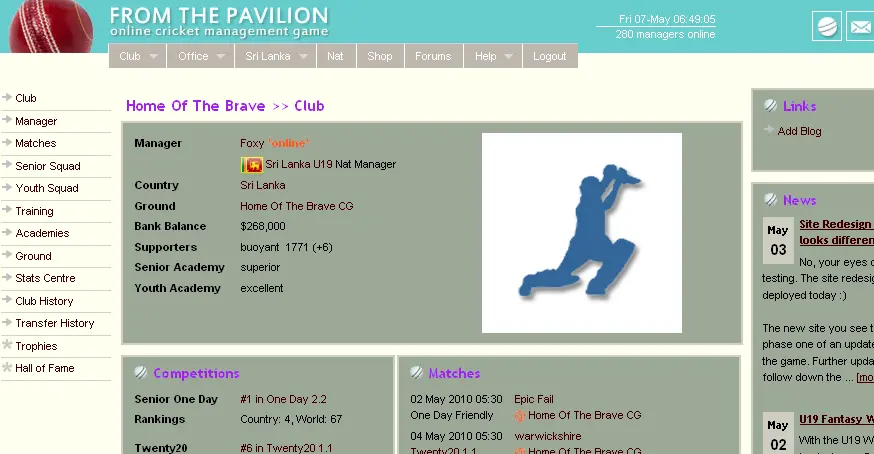 FROM THE PAVILION
online cricket management game
Fri 07-May 06:49:05
280 managers online
Club Office Sri Lanka Nat Shop Forums Help Logout
Club
Manager
Matches
Senior Squad
Youth Squad
Training
Academies
Ground
Stats Centre
Club History
Transfer History
Trophies
Hall of Fame
Home Of The Brave >> Club
Manager Foxy *online*
Sri Lanka U19 Nat Manager
Country Sri Lanka
Ground Home Of The Brave CG
Bank Balance $268,000
Supporters buoyant 1771 (+6)
Senior Academy superior
Youth Academy excellent
Competitions
Senior One Day #1 in One Day 2.2
Rankings Country: 4, World: 67
Twenty20 #6 in Twenty20 1.1
Matches
02 May 2010 05:30 Epic Fail
One Day Friendly Home Of The Brave CG
04 May 2010 05:30 warwickshire
Twenty20 1.1 Home Of The Brave CG
Links
Add Blog
News
May
03
Site Redesign
looks differen
No, your eyes
testing. The site redesi
deployed today :)
The new site you see t
phase one of an update
the game. Further upda
follow down the ... [mo
May
02
U19 Fantasy W
With the U19 W